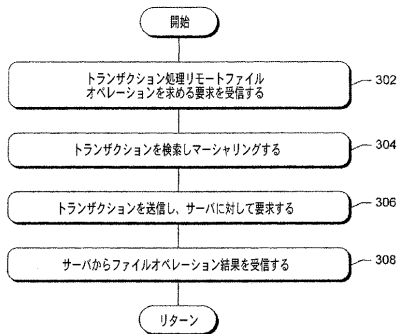 開始
トランザクション処理リモートファイル
オペレーションを求める要求を受信する
302
トランザクションを検索しマーシャリングする
304
トランザクションを送信し、サーバに対して要求する
306
サーバからファイルオペレーション結果を受信する
308
リターン